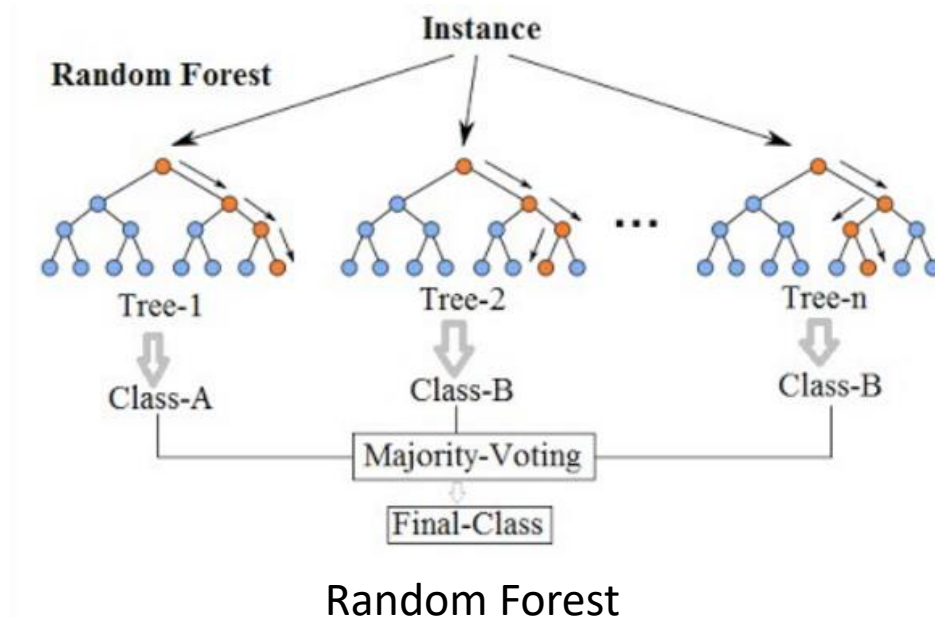 Instance
Random Forest
...
Tree-1 Tree-2 Tree-n
Class-A Class-B Class-B
Majority-Voting
Final-Class
Random Forest